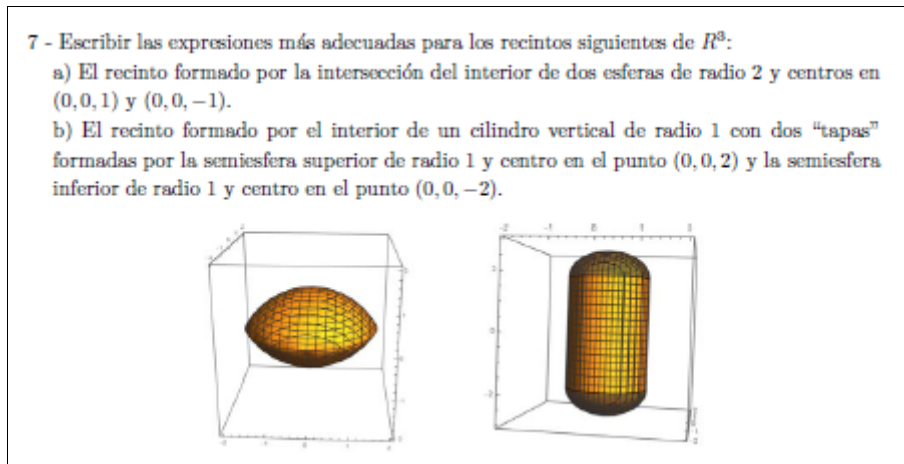 7 - Escribir las expresiones más adecuadas para los recintos siguientes de R³:
a) El recinto formado por la intersección del interior de dos esferas de radio 2 y centros en
(0, 0, 1) y (0, 0, −1).
b) El recinto formado por el interior de un cilindro vertical de radio 1 con dos “tapas”
formadas por la semiesfera superior de radio 1 y centro en el punto (0, 0, 2) y la semiesfera
inferior de radio 1 y centro en el punto (0, 0, −2).